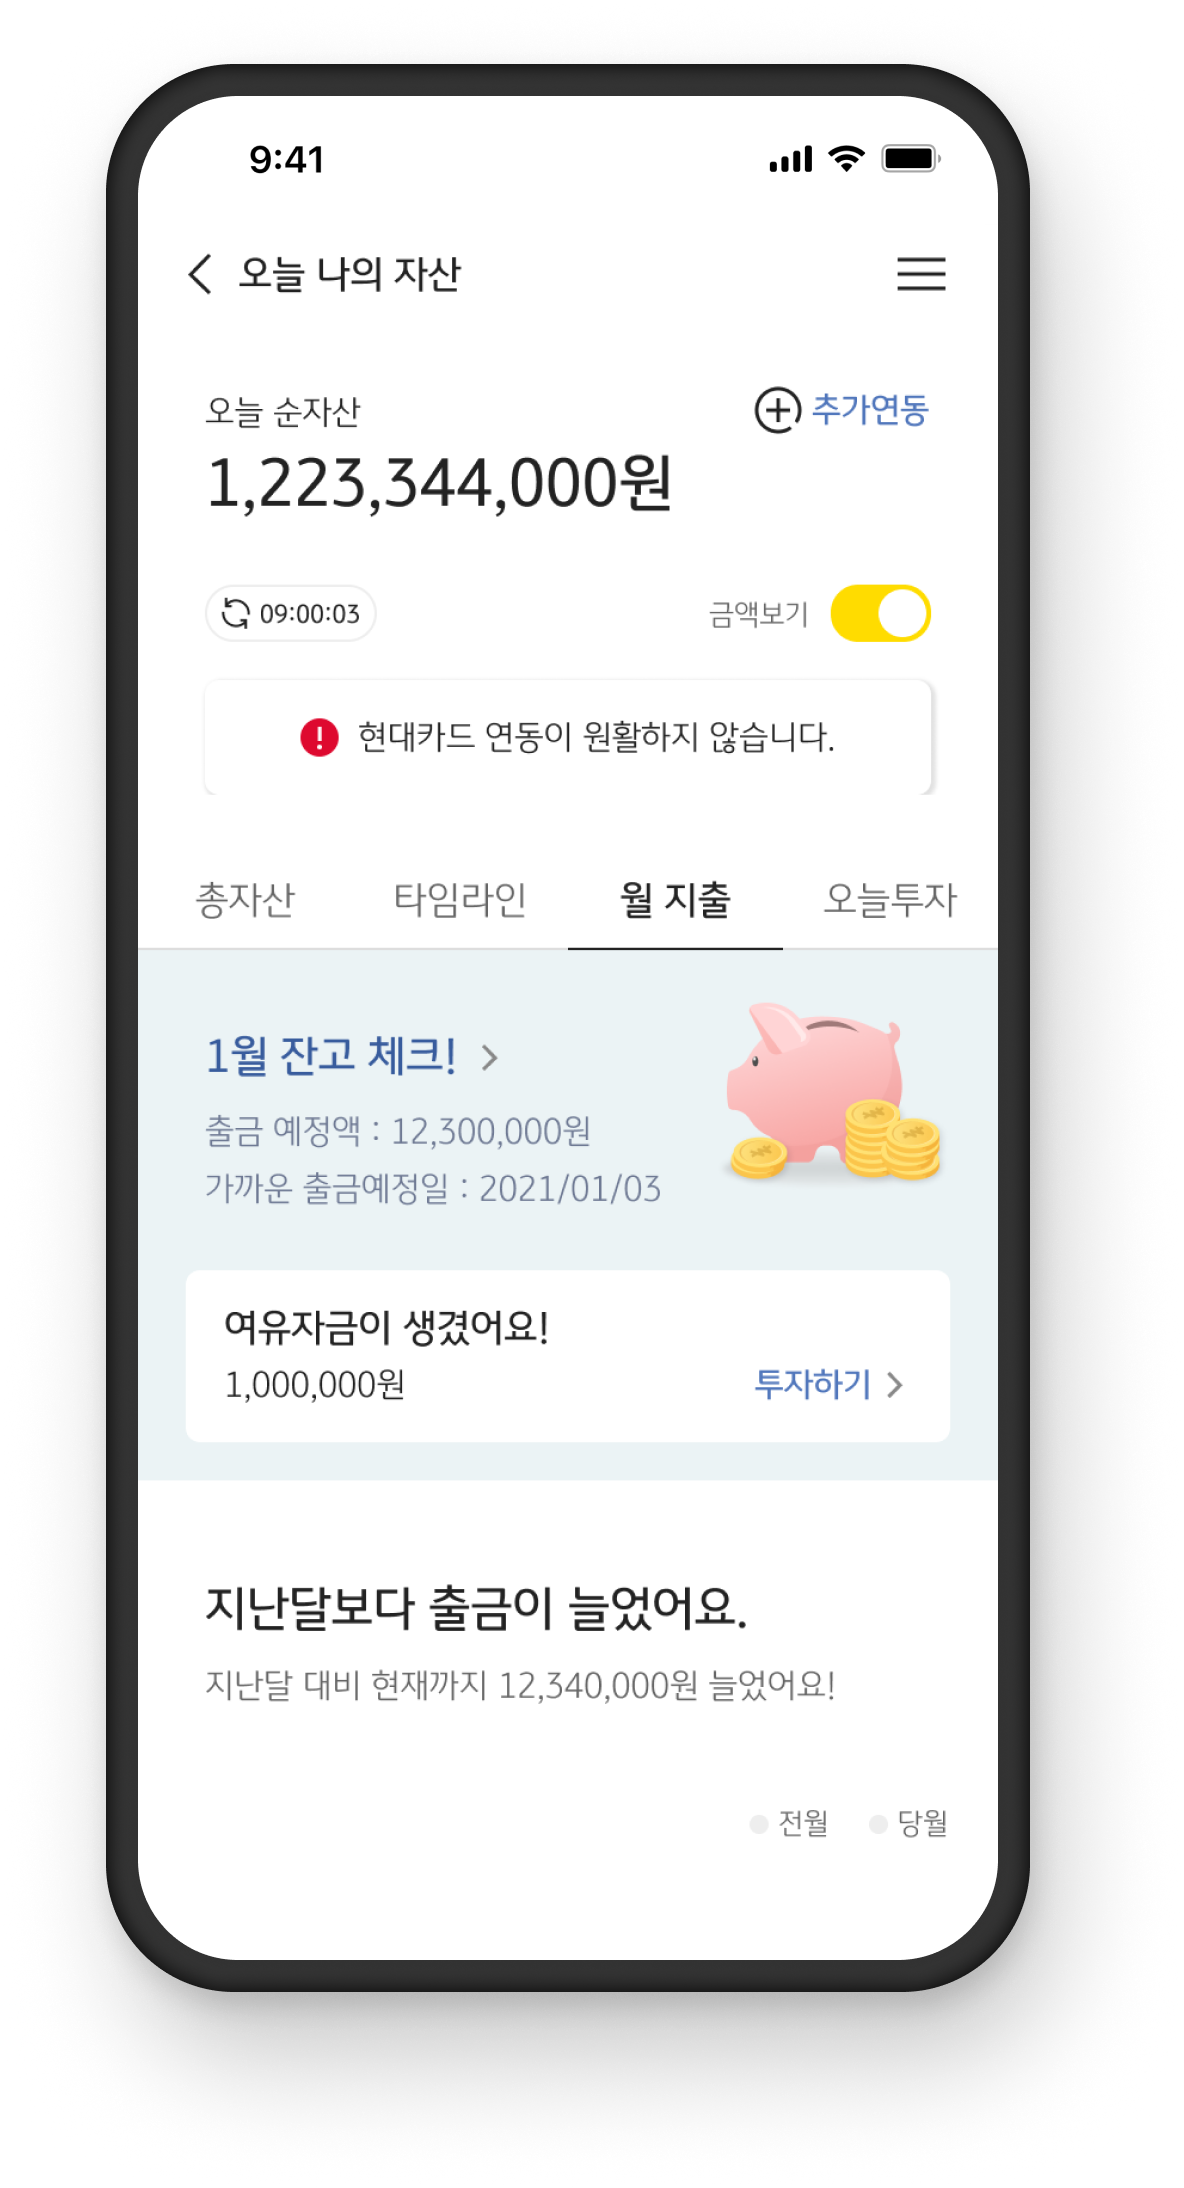 9:41
오늘 나의 자산
오늘 순자산
추가연동
1,223,344,000원
09:00:03
금액보기
현대카드 연동이 원활하지 않습니다.
총자산 타임라인 월 지출 오늘투자
1월 잔고 체크!
출금 예정액 : 12,300,000원
가까운 출금예정일 : 2021/01/03
여유자금이 생겼어요!
1,000,000원
투자하기
지난달보다 출금이 늘었어요.
지난달 대비 현재까지 12,340,000원 늘었어요!
전월 당월